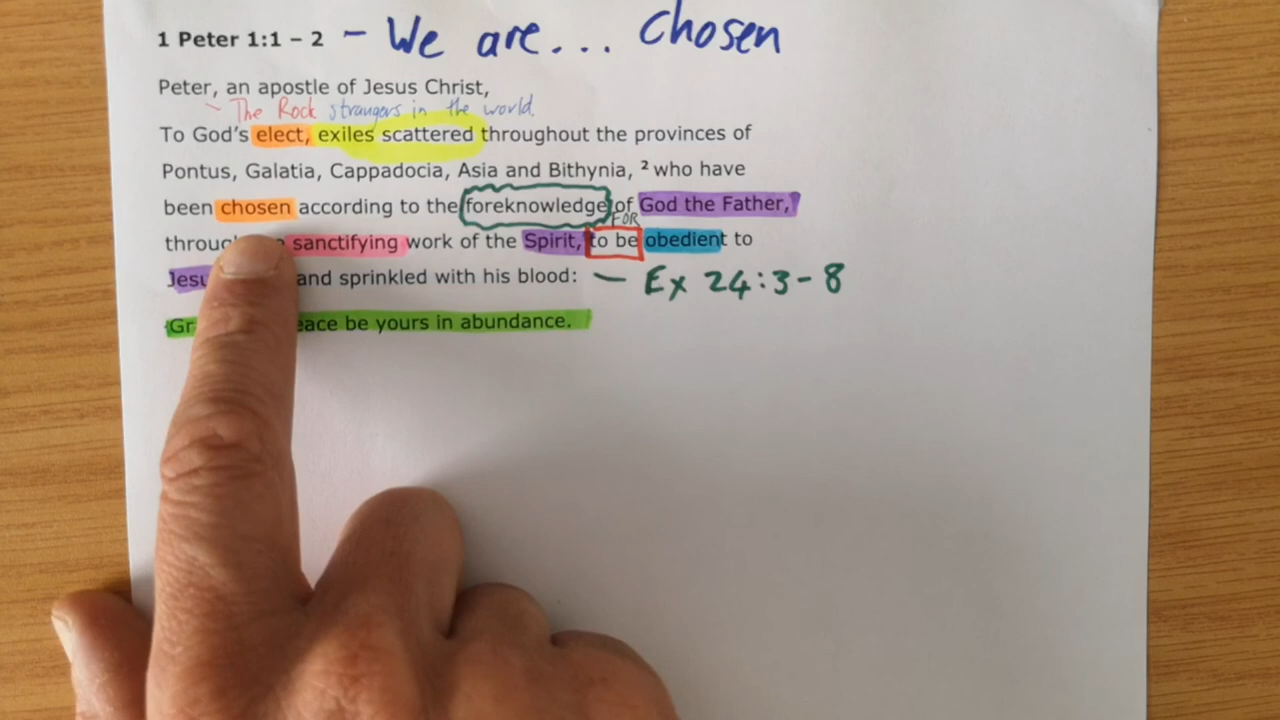 1 Peter 1:1 – 2 – We are... chosen
Peter, an apostle of Jesus Christ,
~ The Rock strangers in the world.
To God's elect, exiles scattered throughout the provinces of
Pontus, Galatia, Cappadocia, Asia and Bithynia, ² who have
been chosen according to the foreknowledge of God the Father,
FOR
sanctifying work of the Spirit, to be obedient to
and sprinkled with his blood: – Ex 24:3-8
be yours in abundance.